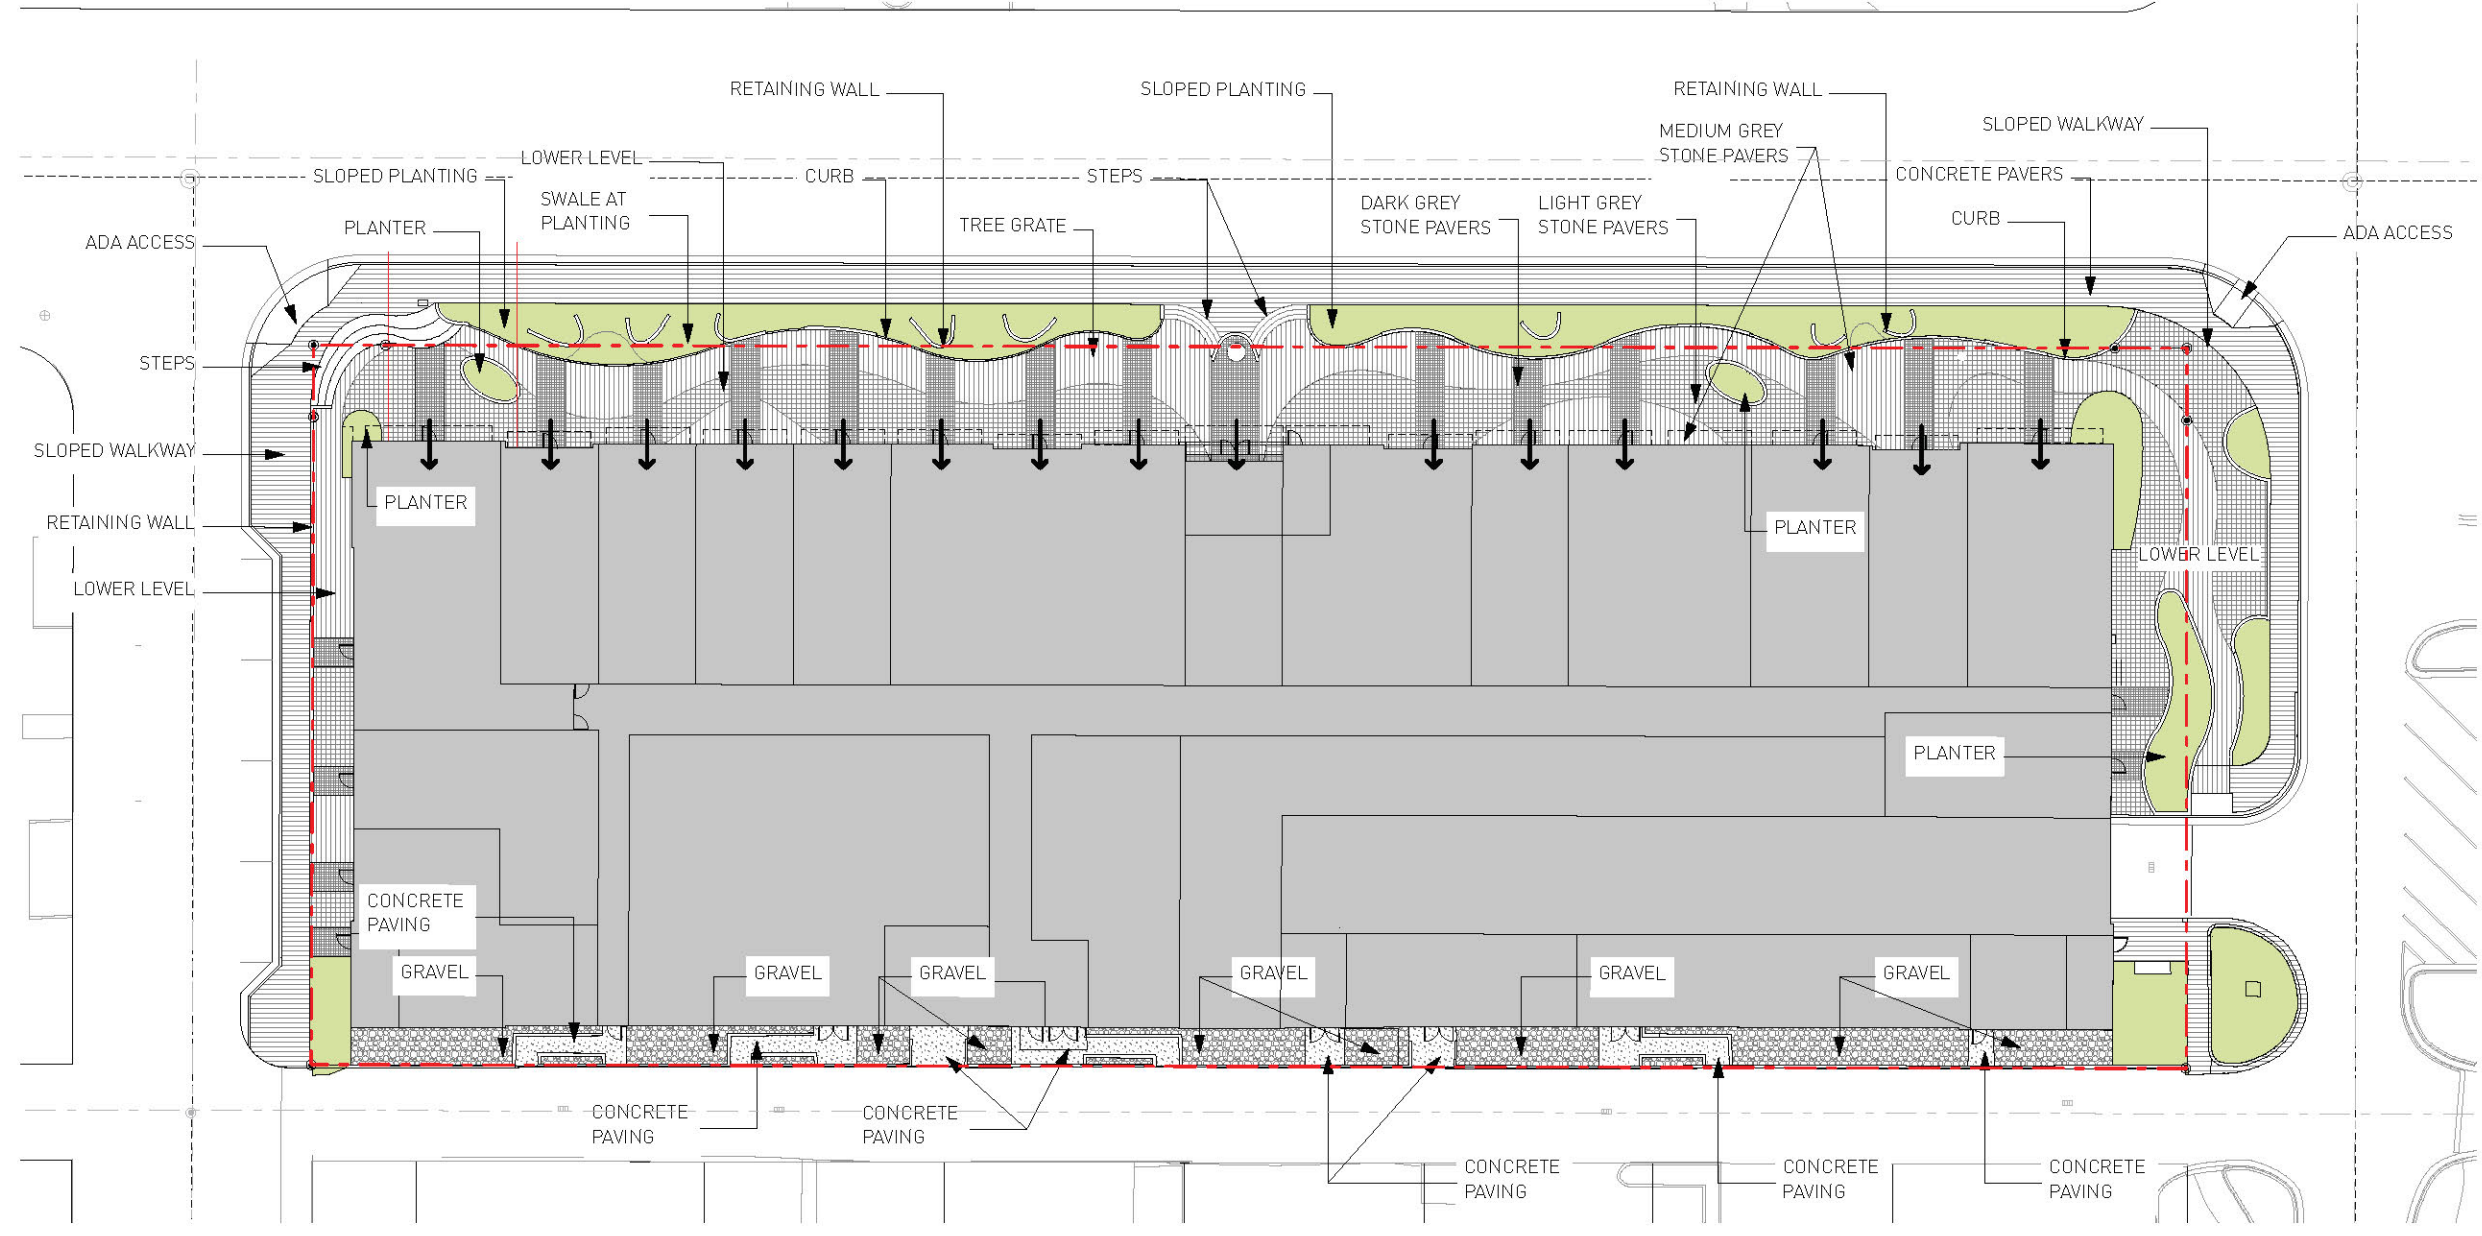 RETAINING WALL
SLOPED PLANTING
RETAINING WALL
SLOPED WALKWAY
MEDIUM GREY
STONE PAVERS
LOWER LEVEL
SLOPED PLANTING
CURB
STEPS
CONCRETE PAVERS
SWALE AT
PLANTING
DARK GREY
STONE PAVERS
LIGHT GREY
STONE PAVERS
CURB
PLANTER
TREE GRATE
ADA ACCESS
ADA ACCESS
STEPS
SLOPED WALKWAY
PLANTER
RETAINING WALL
PLANTER
LOWER LEVEL
LOWER LEVEL
PLANTER
CONCRETE
PAVING
GRAVEL
GRAVEL
GRAVEL
GRAVEL
GRAVEL
GRAVEL
CONCRETE
PAVING
CONCRETE
PAVING
CONCRETE
PAVING
CONCRETE
PAVING
CONCRETE
PAVING